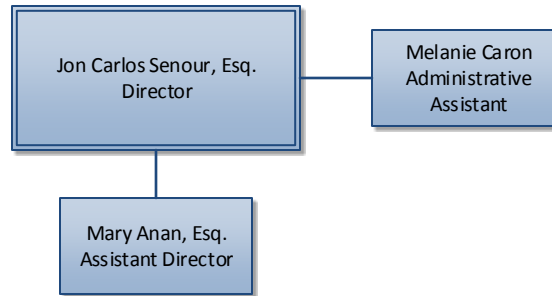 Jon Carlos Senour, Esq.
Director
Melanie Caron
Administrative
Assistant
Mary Anan, Esq.
Assistant Director